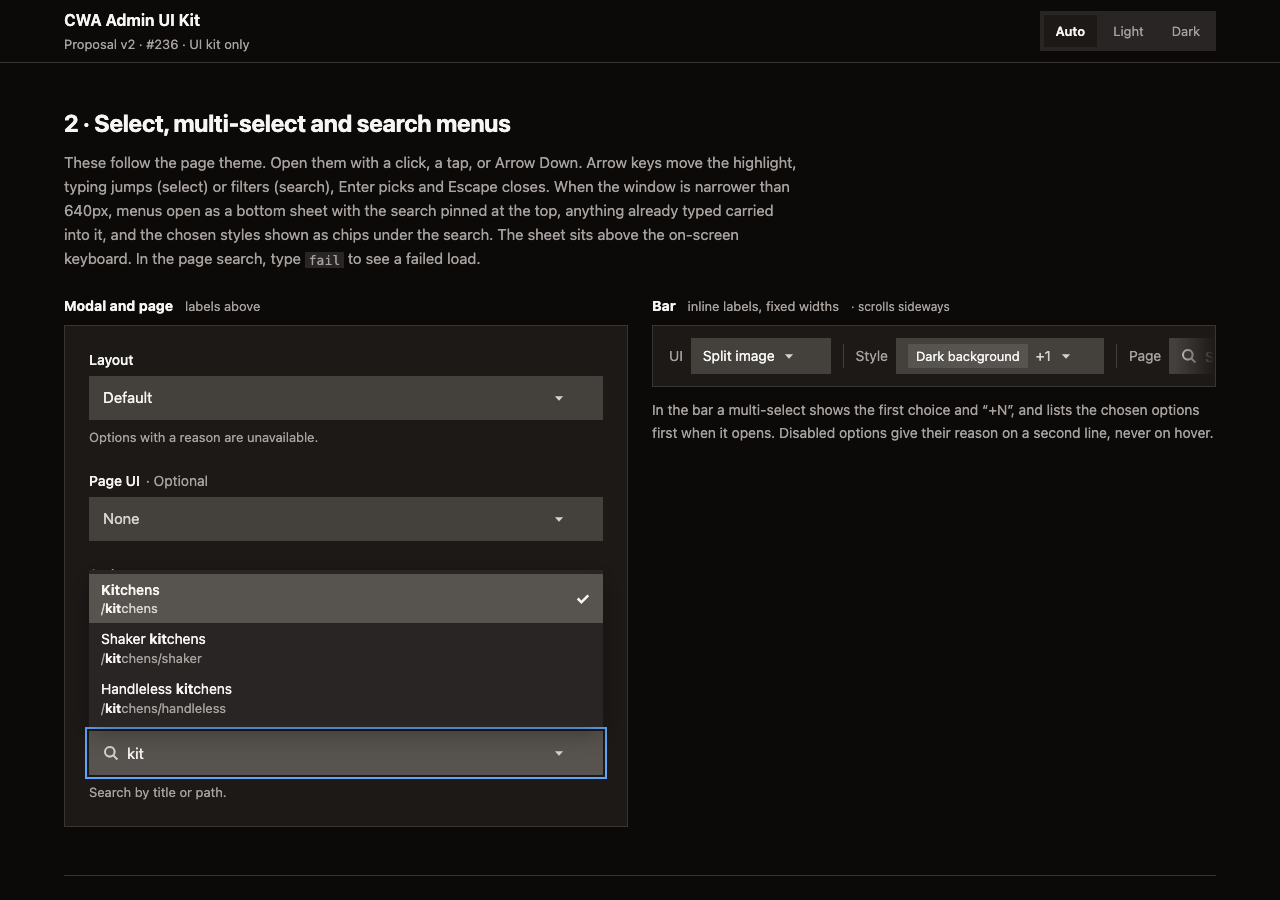 CWA Admin UI Kit
Proposal v2 · #236 · UI kit only
Auto
Light
Dark
2 · Select, multi-select and search menus
These follow the page theme. Open them with a click, a tap, or Arrow Down. Arrow keys move the highlight,
typing jumps (select) or filters (search), Enter picks and Escape closes. When the window is narrower than
640px, menus open as a bottom sheet with the search pinned at the top, anything already typed carried
into it, and the chosen styles shown as chips under the search. The sheet sits above the on-screen
keyboard. In the page search, type fail to see a failed load.
Modal and page labels above
Layout
Default
Options with a reason are unavailable.
Page UI · Optional
None
Kitchens
/kitchens
Shaker kitchens
/kitchens/shaker
Handleless kitchens
/kitchens/handleless
kit
Search by title or path.
Bar inline labels, fixed widths · scrolls sideways
UI Split image Style Dark background +1 Page
In the bar a multi-select shows the first choice and “+N”, and lists the chosen options
first when it opens. Disabled options give their reason on a second line, never on hover.